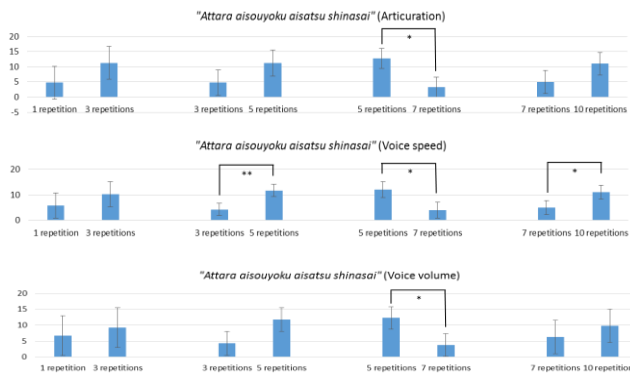 "Attara aisouyoku aisatsu shinasai" (Articuration)
20
15
10
5
0
-5
*
1 repetition 3 repetitions 3 repetitions 5 repetitions 5 repetitions 7 repetitions 7 repetitions 10 repetitions
"Attara aisouyoku aisatsu shinasai" (Voice speed)
20
10
0
** * *
1 repetition 3 repetitions 3 repetitions 5 repetitions 5 repetitions 7 repetitions 7 repetitions 10 repetitions
"Attara aisouyoku aisatsu shinasai" (Voice volume)
20
15
10
5
0
*
1 repetition 3 repetitions 3 repetitions 5 repetitions 5 repetitions 7 repetitions 7 repetitions 10 repetitions